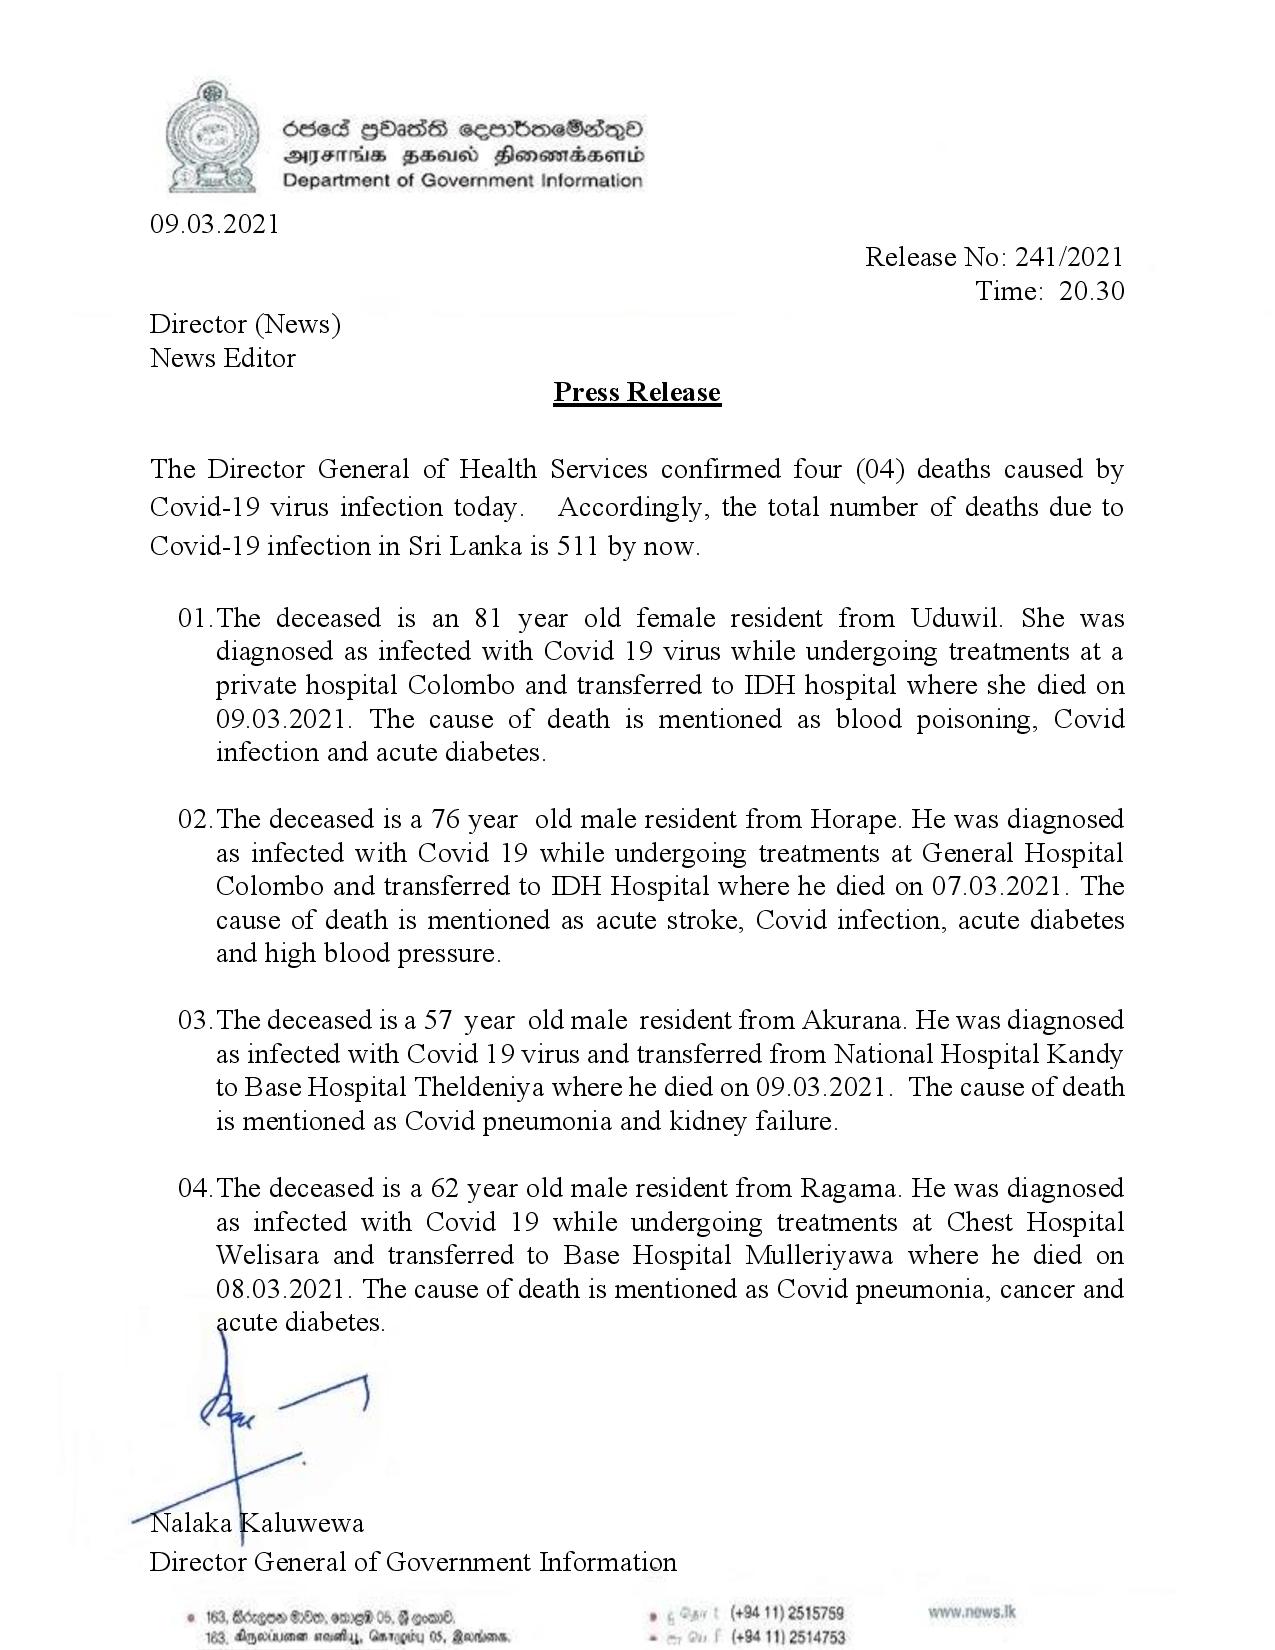 රජයේ ප්‍රවෘත්ති දෙපාර්තමේන්තුව
அரசாங்க தகவல் திணைக்களம்
Department of Government Information
09.03.2021
Release No: 241/2021
Time: 20.30
Director (News)
News Editor
Press Release
The Director General of Health Services confirmed four (04) deaths caused by
Covid-19 virus infection today. Accordingly, the total number of deaths due to
Covid-19 infection in Sri Lanka is 511 by now.
01. The deceased is an 81 year old female resident from Uduwil. She was
diagnosed as infected with Covid 19 virus while undergoing treatments at a
private hospital Colombo and transferred to IDH hospital where she died on
09.03.2021. The cause of death is mentioned as blood poisoning, Covid
infection and acute diabetes.
02. The deceased is a 76 year old male resident from Horape. He was diagnosed
as infected with Covid 19 while undergoing treatments at General Hospital
Colombo and transferred to IDH Hospital where he died on 07.03.2021. The
cause of death is mentioned as acute stroke, Covid infection, acute diabetes
and high blood pressure.
03. The deceased is a 57 year old male resident from Akurana. He was diagnosed
as infected with Covid 19 virus and transferred from National Hospital Kandy
to Base Hospital Theldeniya where he died on 09.03.2021. The cause of death
is mentioned as Covid pneumonia and kidney failure.
04. The deceased is a 62 year old male resident from Ragama. He was diagnosed
as infected with Covid 19 while undergoing treatments at Chest Hospital
Welisara and transferred to Base Hospital Mulleriyawa where he died on
08.03.2021. The cause of death is mentioned as Covid pneumonia, cancer and
acute diabetes.
Nalaka Kaluwewa
Director General of Government Information
163, කිරුලපන මාවත, කොළඹ 05, ශ්‍රී ලංකාව.
(+94 11) 2515759
www.news.lk
163, கிருலப்பனை எவனியூ, கொழும்பு 05, இலங்கை.
(+94 11) 2514753